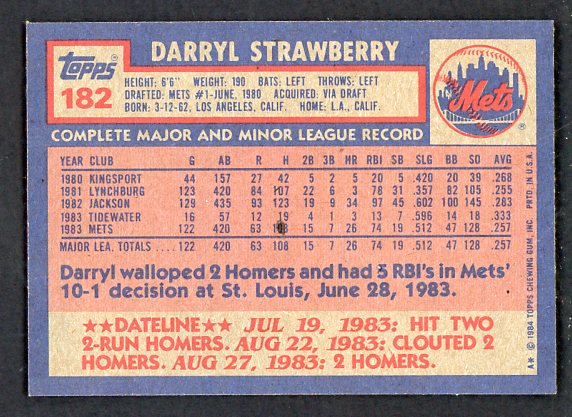 topps
182
DARRYL STRAWBERRY
HEIGHT: 6'6" WEIGHT: 190 BATS: LEFT THROWS: LEFT
DRAFTED: METS #1-JUNE, 1980 ACQUIRED: VIA DRAFT
BORN: 3-12-62, LOS ANGELES, CALIF. HOME: L.A., CALIF.
Mets
COMPLETE MAJOR AND MINOR LEAGUE RECORD
YEAR CLUB G AB R H 2B 3B HR RBI SB SLG BB SO AVG
1980 KINGSPORT 44 157 27 42 5 2 5 20 5 .420 20 39 .268
1981 LYNCHBURG 123 420 84 107 22 6 3 78 31 .357 82 105 .255
1982 JACKSON 129 435 93 123 19 9 34 97 45 .602 100 145 .283
1983 TIDEWATER 16 57 12 19 4 1 3 13 7 .596 14 18 .333
1983 METS 122 420 63 108 15 7 26 74 19 .512 47 128 .257
MAJOR LEA. TOTALS 122 420 63 108 15 7 26 74 19 .512 47 128 .257
Darryl walloped 2 Homers and had 3 RBI's in Mets'
10-1 decision at St. Louis, June 28, 1983.
★★DATELINE★★ JUL 19, 1983: HIT TWO
2-RUN HOMERS. AUG 22, 1983: CLOUTED 2
HOMERS. AUG 27, 1983: 2 HOMERS.
A* © 1984 TOPPS CHEWING GUM, INC. PRTD. IN U.S.A.